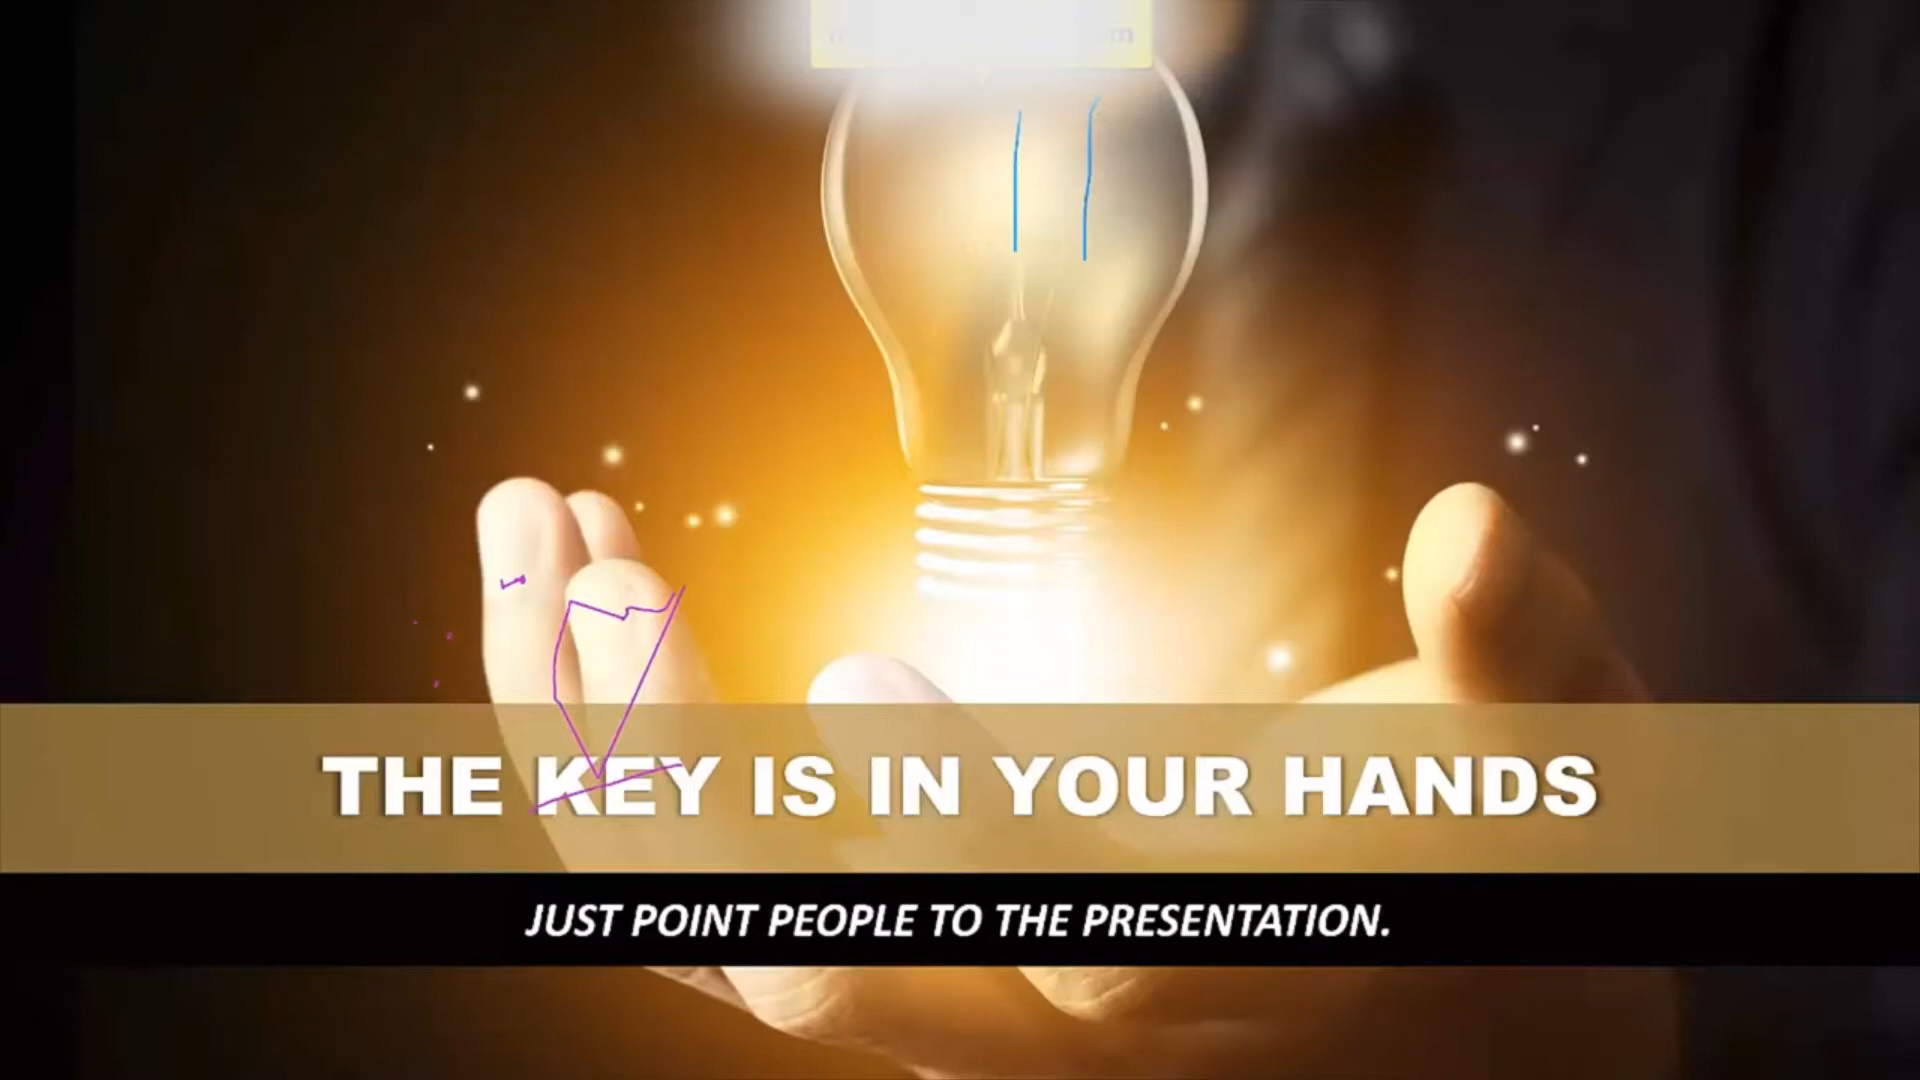 THE KEY IS IN YOUR HANDS
JUST POINT PEOPLE TO THE PRESENTATION.